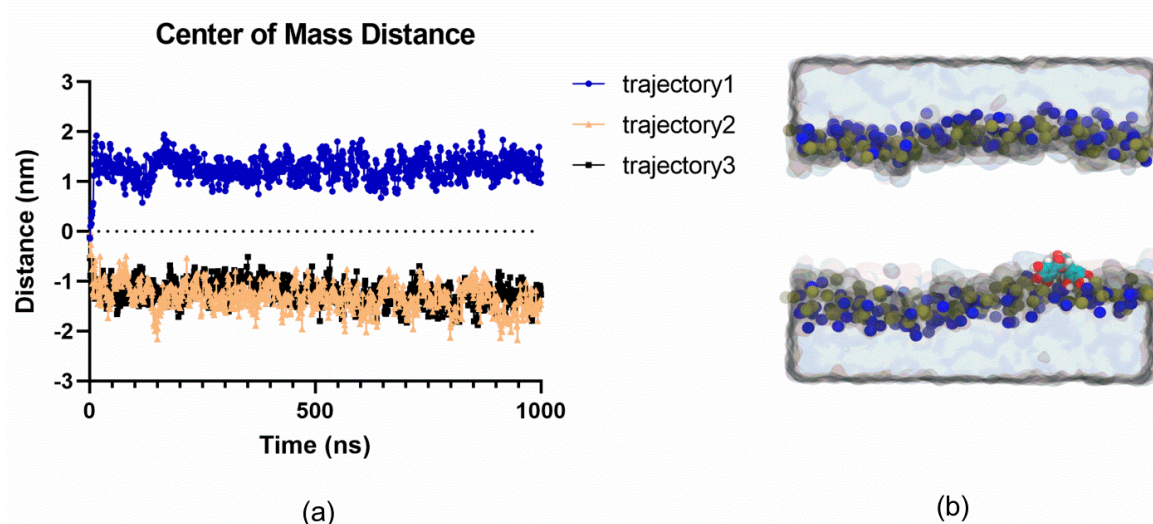 Center of Mass Distance
3
2
1
0
-1
-2
-3
Distance (nm)
0
500
1000
Time (ns)
trajectory1
trajectory2
trajectory3
(a)
(b)